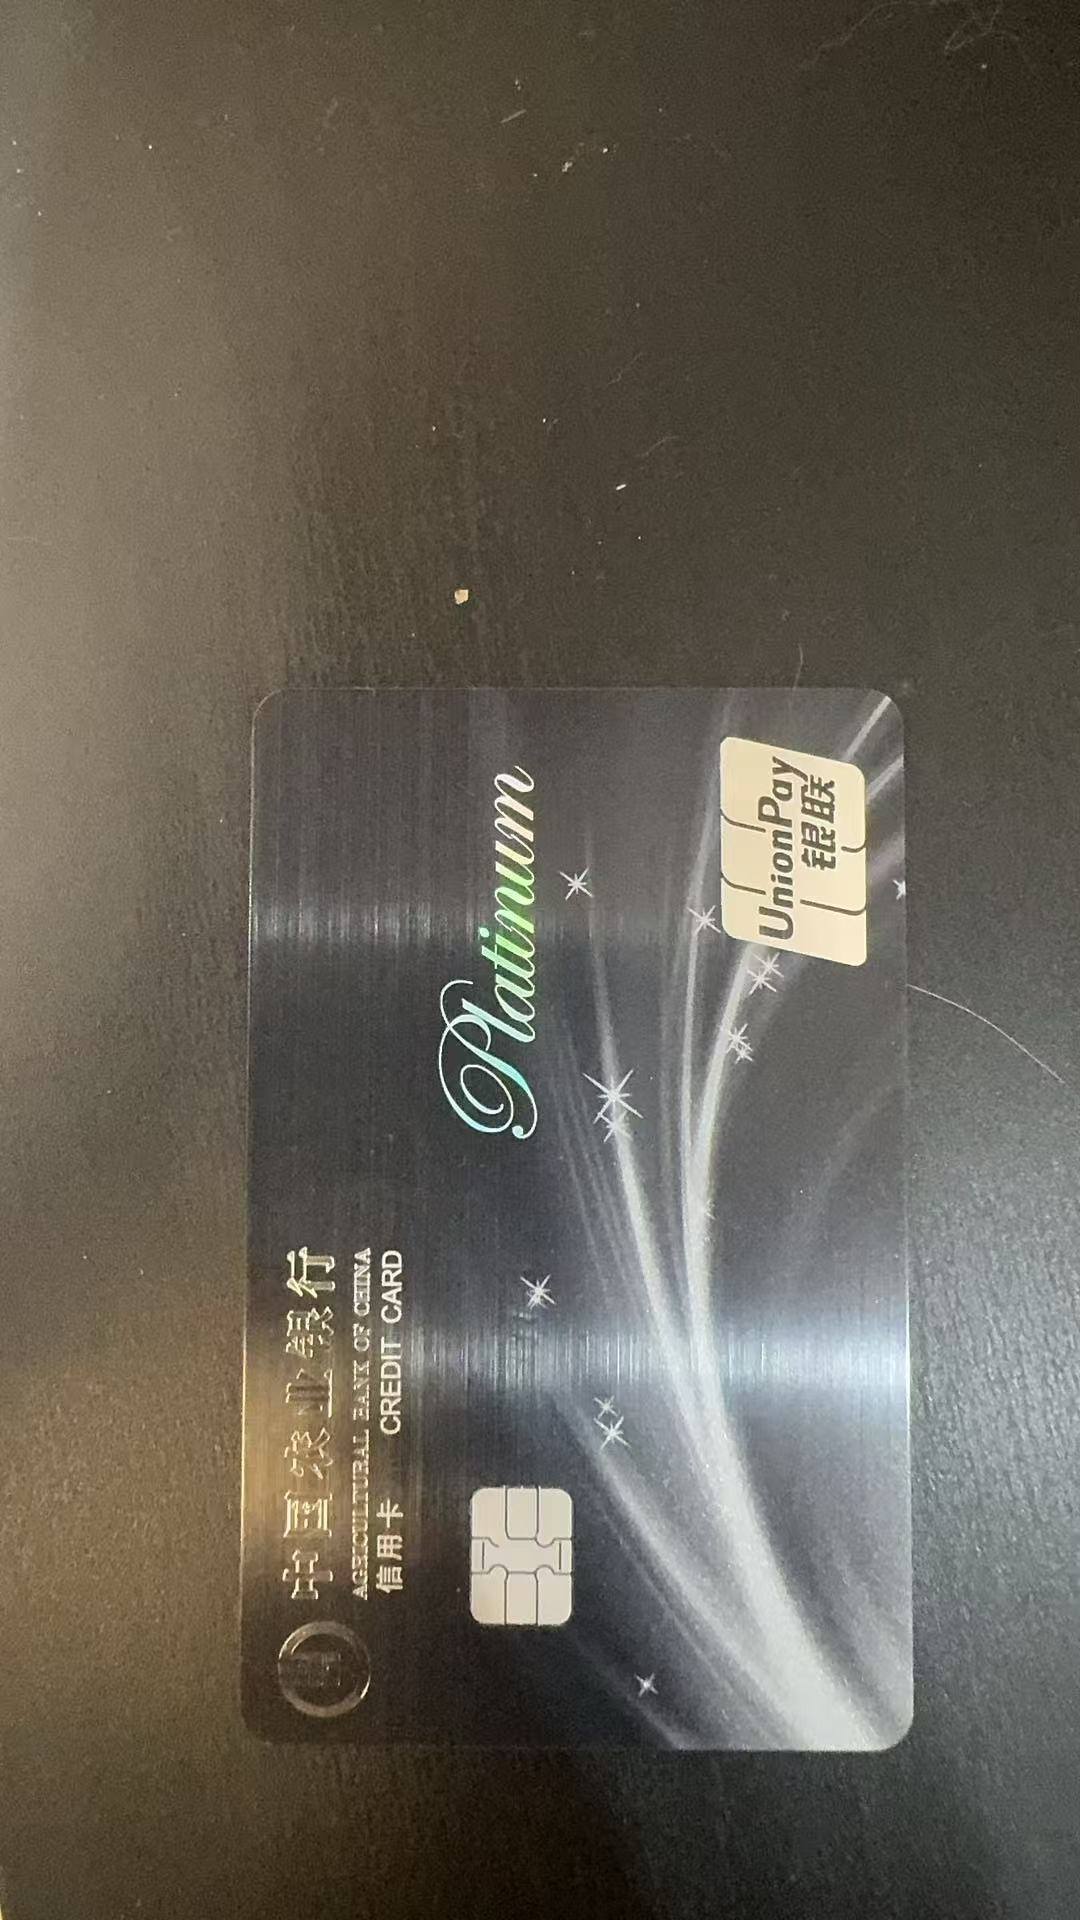 中国农业银行
AGRICULTURAL BANK OF CHINA
信用卡 CREDIT CARD
Platinum
UnionPay
银联